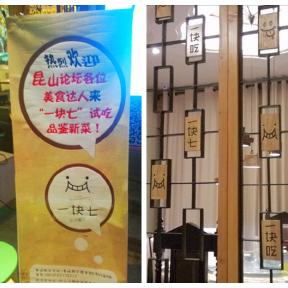 热烈欢迎
昆山论坛各位
美食达人来
“一块七”试吃
品鉴新菜！
一块七
一块吃
一块七
一块吃